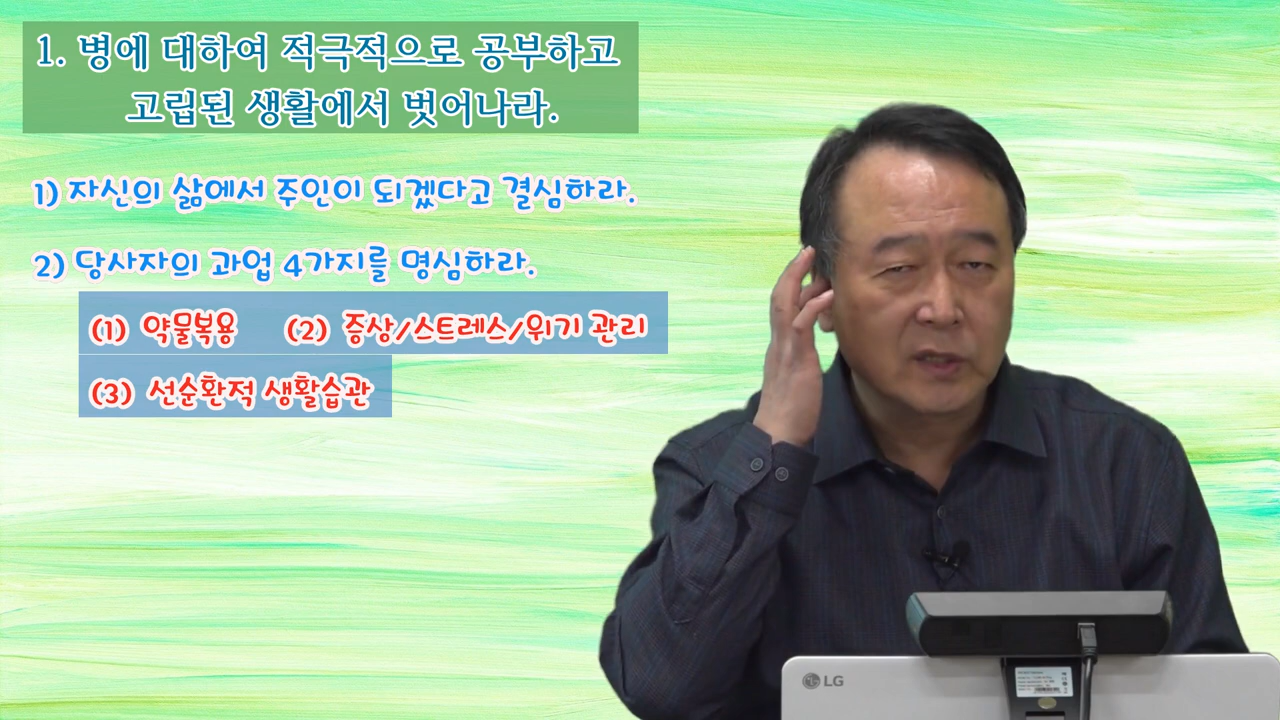 1. 병에 대하여 적극적으로 공부하고
고립된 생활에서 벗어나라.
1) 자신의 삶에서 주인이 되겠다고 결심하라.
2) 당사자의 과업 4가지를 명심하라.
(1) 약물복용 (2) 증상/스트레스/위기 관리
(3) 선순환적 생활습관
LG